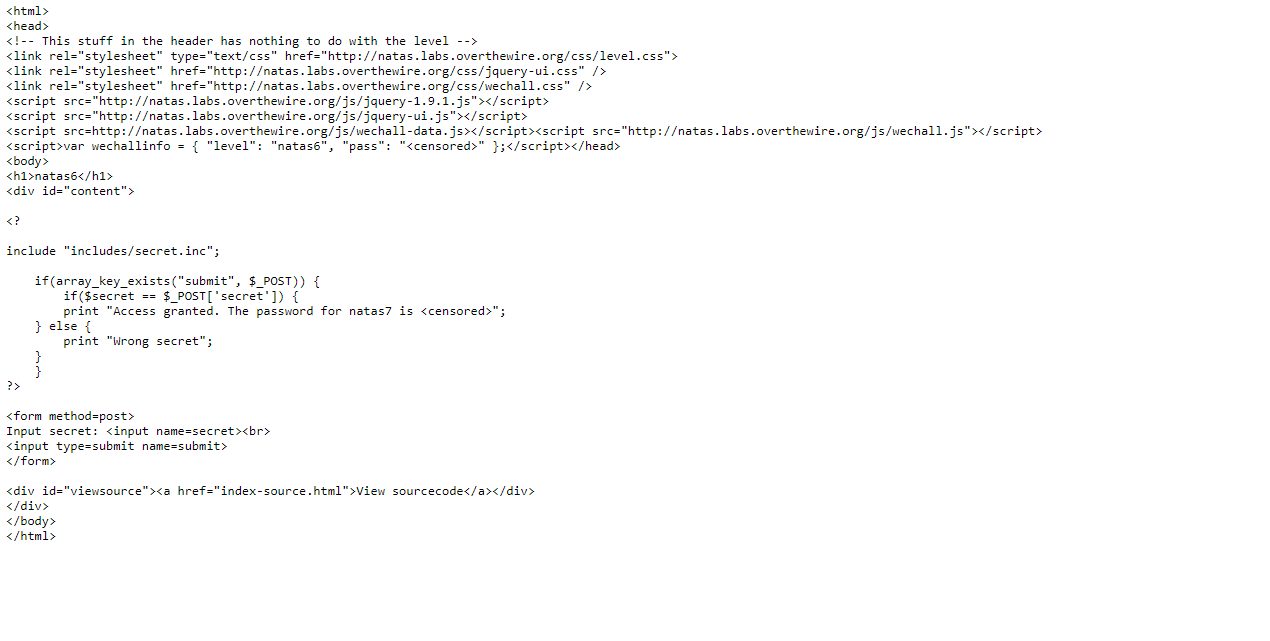 <html>
<head>
<!-- This stuff in the header has nothing to do with the level -->
<link rel="stylesheet" type="text/css" href="http://natas.labs.overthewire.org/css/level.css">
<link rel="stylesheet" href="http://natas.labs.overthewire.org/css/jquery-ui.css" />
<link rel="stylesheet" href="http://natas.labs.overthewire.org/css/wechall.css" />
<script src="http://natas.labs.overthewire.org/js/jquery-1.9.1.js"></script>
<script src="http://natas.labs.overthewire.org/js/jquery-ui.js"></script>
<script src=http://natas.labs.overthewire.org/js/wechall-data.js></script><script src="http://natas.labs.overthewire.org/js/wechall.js"></script>
<script>var wechallinfo = { "level": "natas6", "pass": "<censored>" };</script></head>
<body>
<h1>natas6</h1>
<div id="content">

<?

include "includes/secret.inc";

    if(array_key_exists("submit", $_POST)) {
        if($secret == $_POST['secret']) {
        print "Access granted. The password for natas7 is <censored>";
    } else {
        print "Wrong secret";
    }
    }
?>

<form method=post>
Input secret: <input name=secret><br>
<input type=submit name=submit>
</form>

<div id="viewsource"><a href="index-source.html">View sourcecode</a></div>
</div>
</body>
</html>